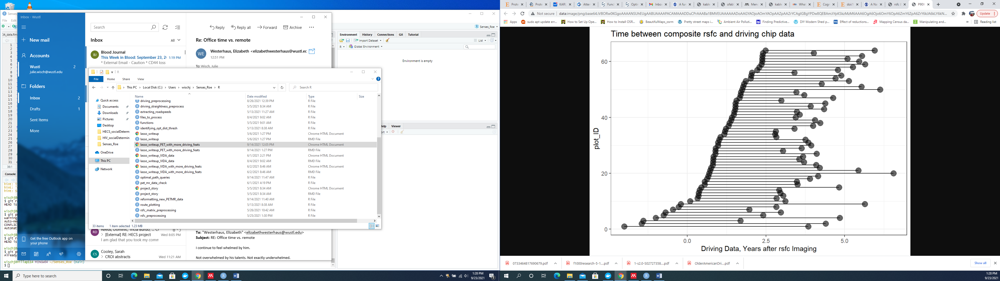 Senses_Roe
File Edit
Inbox - Wustl
New mail
Accounts
Wustl 2
julie.wisch@wustl.edu
Folders
Inbox 2
Drafts 1
Sent Items
More
Get the free Outlook app on
your phone
Search
Inbox All
Blood Journal
This Week in Blood: September 23, 2( 1:19 PM
* External Email - Caution * CD44 loss
Reply Reply all Forward Archive
Re: Office time vs. remote
WE
Westerhaus, Elizabeth <elizabethwesterhaus@wustl.ec
12:51 PM
To: Wisch, Julie
R
File Home Share View
This PC > Local Disk (C:) > Users > wischj > Senses_Roe > R
Search R
Quick access
Documents
Downloads
Pictures
Desktop
HECS_socialDeterm
HIV_socialDetermin
Senses_Roe
OneDrive
This PC
Network
Name Date modified Type Size
driving_preprocessing 8/26/2021 12:39 PM R File
driving_straightness_preprocess 5/5/2021 8:34 AM R File
extracting_roadspeeds 5/13/2021 11:27 AM R File
files_to_process 8/4/2021 9:02 AM R File
functions 5/5/2021 9:01 AM R File
identifying_opt_dist_thresh 5/13/2021 8:38 AM R File
lasso_writeup 5/6/2021 1:27 PM Chrome HTML Document
lasso_writeup 5/6/2021 1:27 PM RMD File
lasso_writeup_PET_with_more_driving_feats 9/14/2021 12:05 PM Chrome HTML Document
lasso_writeup_PET_with_more_driving_feats 9/14/2021 1:27 PM RMD File
lasso_writeup_VIDA_data 6/1/2021 2:21 PM Chrome HTML Document
lasso_writeup_VIDA_data 8/4/2021 9:02 AM RMD File
lasso_writeup_VIDA_with_more_driving_feats 6/2/2021 8:46 AM Chrome HTML Document
lasso_writeup_VIDA_with_more_driving_feats 6/2/2021 8:46 AM RMD File
optimal_path_queries 9/14/2021 11:47 AM R File
pet_mr_data_check 6/1/2021 4:19 PM R File
project_story 5/5/2021 8:34 AM Chrome HTML Document
project_story 5/5/2021 8:34 AM RMD File
reformatting_new_PETMR_data 9/14/2021 11:40 AM R File
route_plotting 5/13/2021 8:38 AM R File
rsfc_matrix_preprocessing 5/26/2021 10:42 AM R File
rsfc_preprocessing 5/25/2021 1:30 PM R File
33 items 1 item selected 1.23 MB
> [External] RE: HECS project Wed 8:05 PM
I am glad that you took my comm
Cooley, Sarah
> CROI abstracts Wed 11:21 AM
To: "Westerhaus, Elizabeth" <elizabethwesterhaus@wustl.edu>
Subject: RE: Office time vs. remote
I continue to feel whelmed by him.
Not overwhelmed by his talents. Not exactly underwhelmed.
Console
wischj@nillap114 MINGW64 ~/Senses_Roe (main)
$
Environment History Connections Git Tutorial
Import Dataset List
R Global Environment
Environment is empty
Viewer
Senses_Roe
Type here to search
1:28 PM
9/23/2021
Not secure
Update
Apps sudo apt update err... How to Set Up Ope... How to Install OSR... BeautifulMaps_osrm Pretty street maps i... Ambient Air Polluti... Finding Predictive... DIY Modern Shed p... Effect of reductions... Mapping Census da... Manipulating and... » Reading list
Time between composite rsfc and driving chip data
plot_ID
60
40
20
0
0.0 2.5 5.0
Driving Data, Years after rsfc Imaging
0733464817690679.pdf f1000research-5-1....pdf 1-s2.0-S02727358....pdf OlderAmericanDri....pdf Show all
1:28 PM
9/23/2021